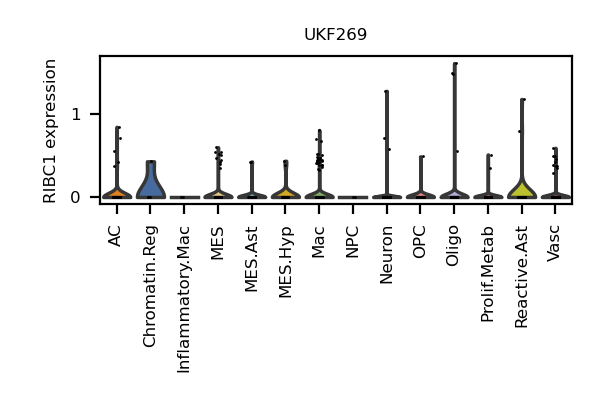 UKF269
RIBC1 expression
1
0
AC
Chromatin.Reg
Inflammatory.Mac
MES
MES.Ast
MES.Hyp
Mac
NPC
Neuron
OPC
Oligo
Prolif.Metab
Reactive.Ast
Vasc